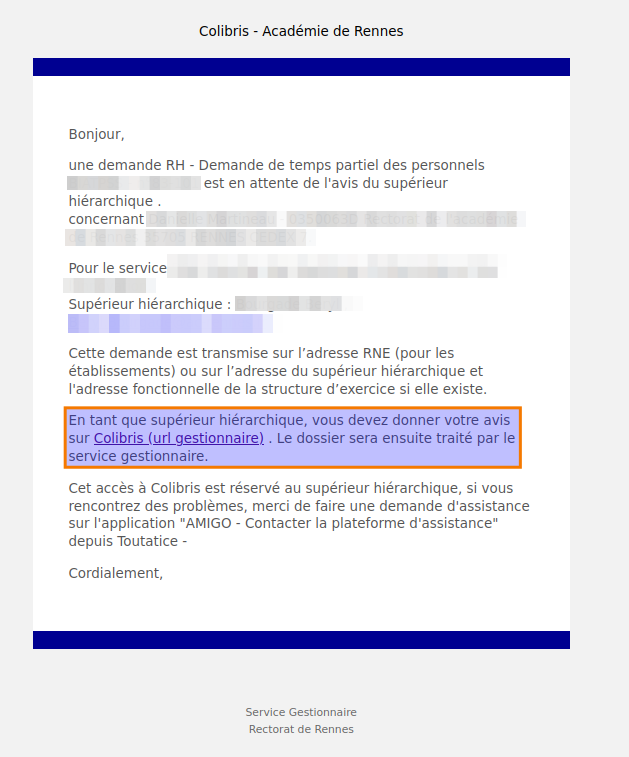 Colibris - Académie de Rennes
Bonjour,
une demande RH - Demande de temps partiel des personnels
est en attente de l'avis du supérieur
hiérarchique .
concernant
Pour le service
Supérieur hiérarchique :
Cette demande est transmise sur l’adresse RNE (pour les
établissements) ou sur l’adresse du supérieur hiérarchique et
l'adresse fonctionnelle de la structure d’exercice si elle existe.
En tant que supérieur hiérarchique, vous devez donner votre avis
sur Colibris (url gestionnaire) . Le dossier sera ensuite traité par le
service gestionnaire.
Cet accès à Colibris est réservé au supérieur hiérarchique, si vous
rencontrez des problèmes, merci de faire une demande d'assistance
sur l'application "AMIGO - Contacter la plateforme d'assistance"
depuis Toutatice -
Cordialement,
Service Gestionnaire
Rectorat de Rennes